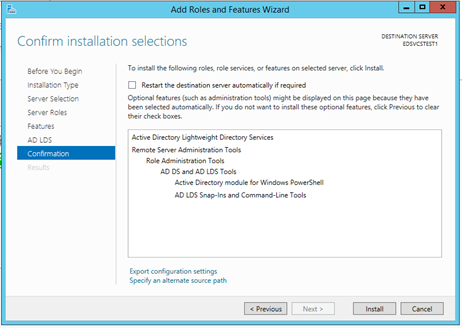 Add Roles and Features Wizard
Confirm installation selections
DESTINATION SERVER
EDSVCSTEST1
Before You Begin
Installation Type
Server Selection
Server Roles
Features
AD LDS
Confirmation
Results
To install the following roles, role services, or features on selected server, click Install.
Restart the destination server automatically if required
Optional features (such as administration tools) might be displayed on this page because they have
been selected automatically. If you do not want to install these optional features, click Previous to clear
their check boxes.
Active Directory Lightweight Directory Services
Remote Server Administration Tools
Role Administration Tools
AD DS and AD LDS Tools
Active Directory module for Windows PowerShell
AD LDS Snap-Ins and Command-Line Tools
Export configuration settings
Specify an alternate source path
< Previous
Next >
Install
Cancel